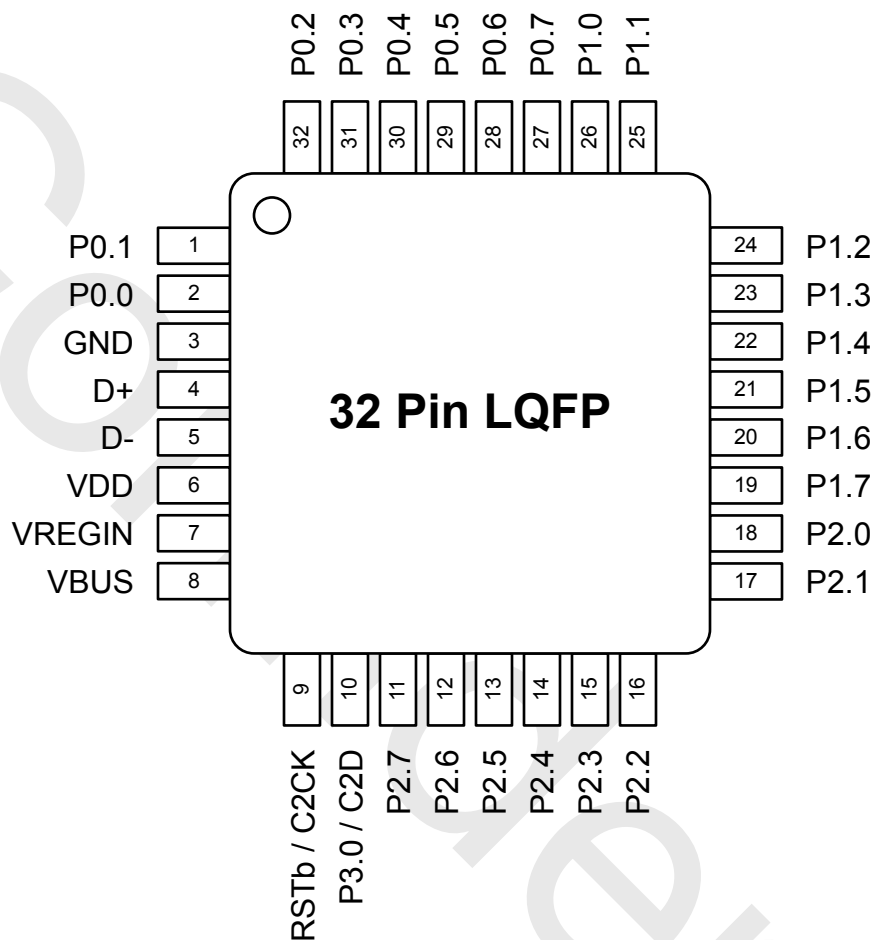 P0.2
P0.3
P0.4
P0.5
P0.6
P0.7
P1.0
P1.1
32
31
30
29
28
27
26
25
P0.1 1
P0.0 2
GND 3
D+ 4
D- 5
VDD 6
VREGIN 7
VBUS 8
32 Pin LQFP
24 P1.2
23 P1.3
22 P1.4
21 P1.5
20 P1.6
19 P1.7
18 P2.0
17 P2.1
9
10
11
12
13
14
15
16
RSTb / C2CK
P3.0 / C2D
P2.7
P2.6
P2.5
P2.4
P2.3
P2.2